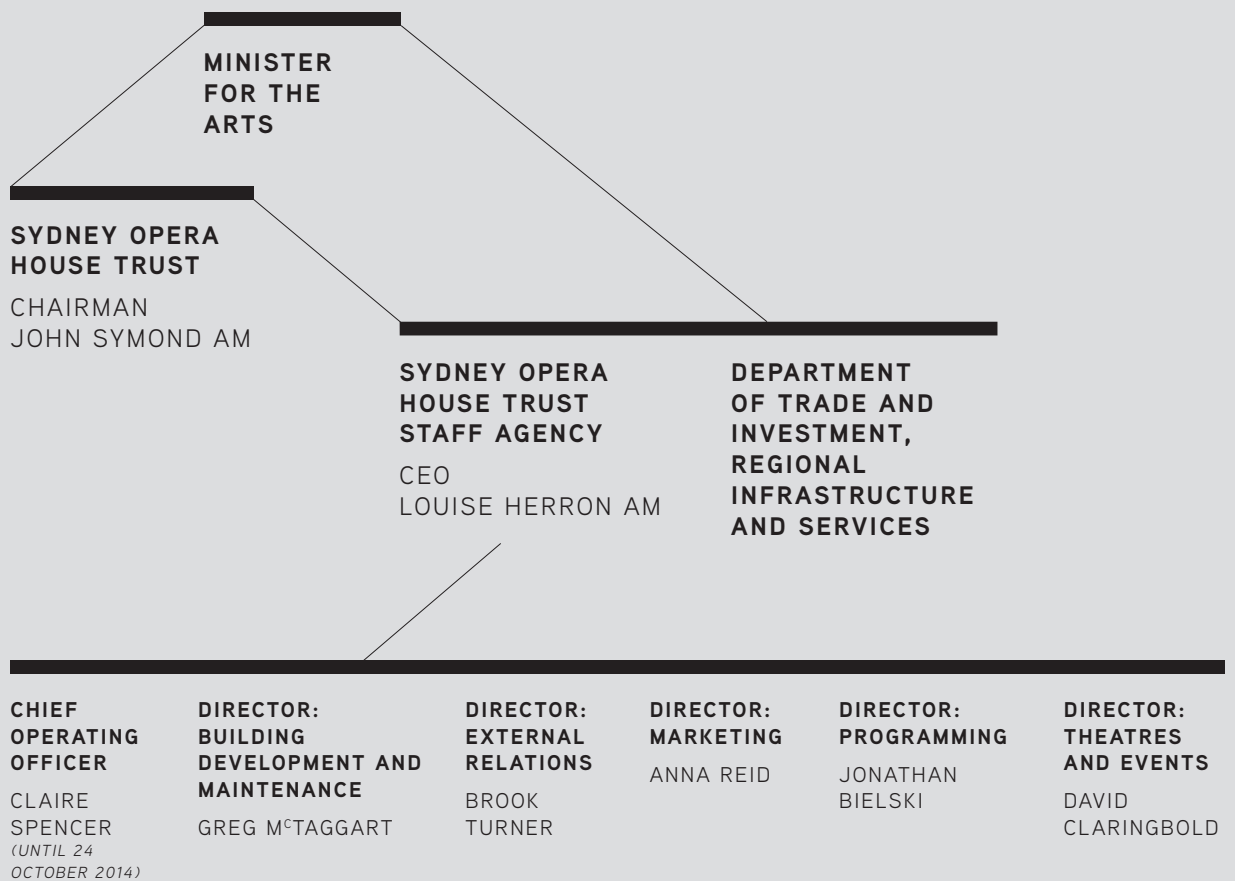 MINISTER
FOR THE
ARTS
SYDNEY OPERA
HOUSE TRUST
CHAIRMAN
JOHN SYMOND AM
SYDNEY OPERA
HOUSE TRUST
STAFF AGENCY
CEO
LOUISE HERRON AM
DEPARTMENT
OF TRADE AND
INVESTMENT,
REGIONAL
INFRASTRUCTURE
AND SERVICES
CHIEF
OPERATING
OFFICER
CLAIRE
SPENCER
(UNTIL 24
OCTOBER 2014)
DIRECTOR:
BUILDING
DEVELOPMENT AND
MAINTENANCE
GREG McTAGGART
DIRECTOR:
EXTERNAL
RELATIONS
BROOK
TURNER
DIRECTOR:
MARKETING
ANNA REID
DIRECTOR:
PROGRAMMING
JONATHAN
BIELSKI
DIRECTOR:
THEATRES
AND EVENTS
DAVID
CLARINGBOLD